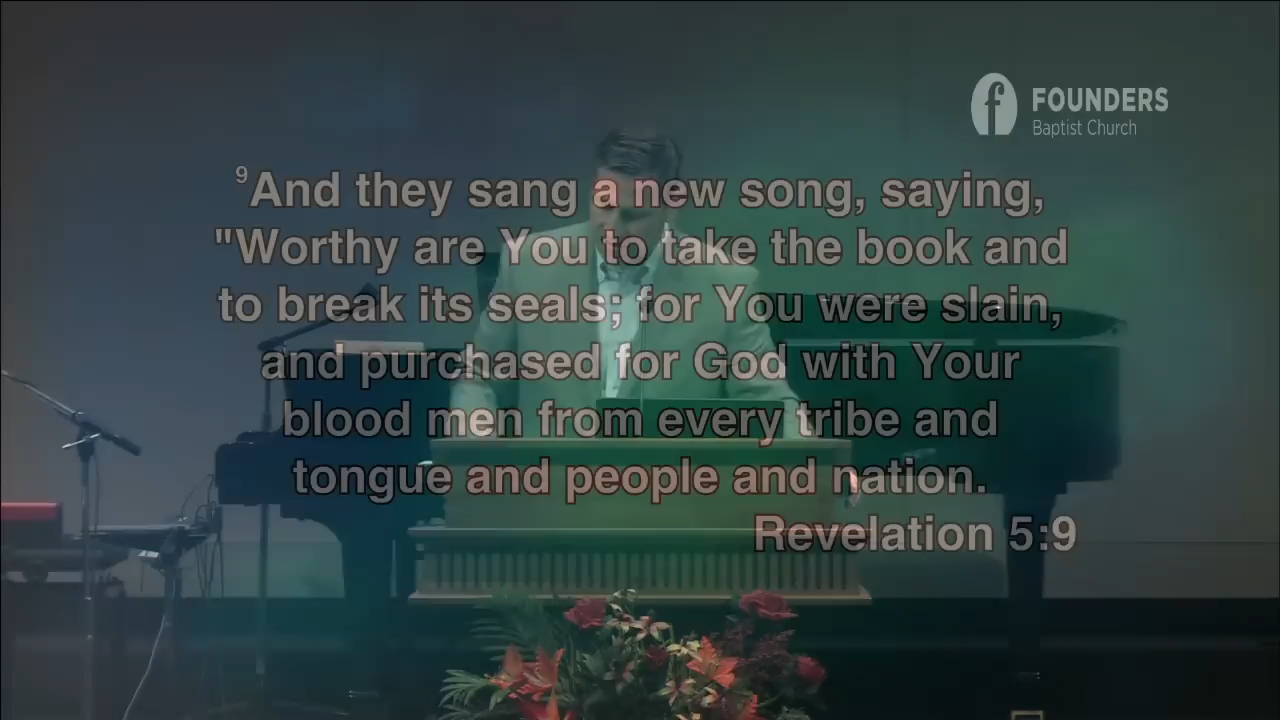 FOUNDERS
Baptist Church
9And they sang a new song, saying,
"Worthy are You to take the book and
to break its seals; for You were slain,
and purchased for God with Your
blood men from every tribe and
tongue and people and nation.
Revelation 5:9